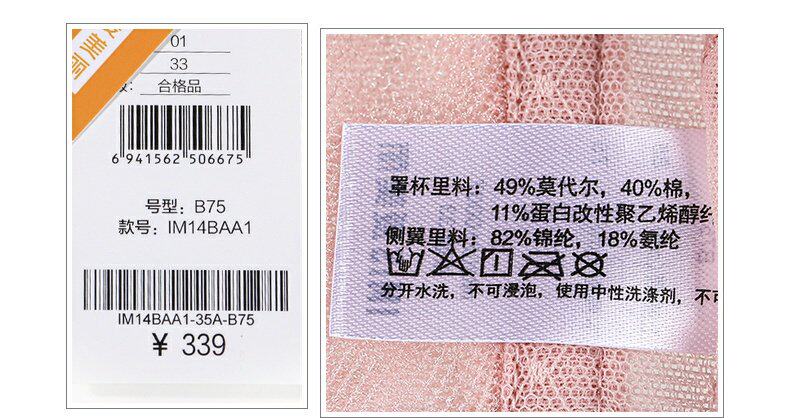 01
33
合格品
6 941562 506675
号型：B75
款号：IM14BAA1
IM14BAA1-35A-B75
¥ 339
罩杯里料：49%莫代尔，40%棉，
11%蛋白改性聚乙烯醇纤
侧翼里料：82%锦纶，18%氨纶
分开水洗，不可浸泡，使用中性洗涤剂，不可